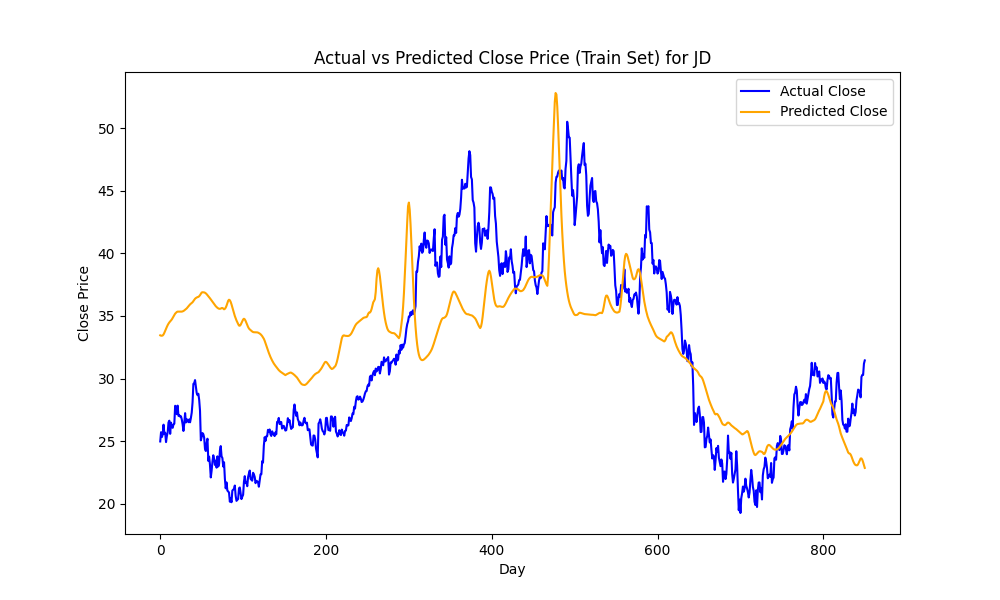 Actual vs Predicted Close Price (Train Set) for JD
Actual Close
Predicted Close
Close Price
50
45
40
35
30
25
20
0 200 400 600 800
Day